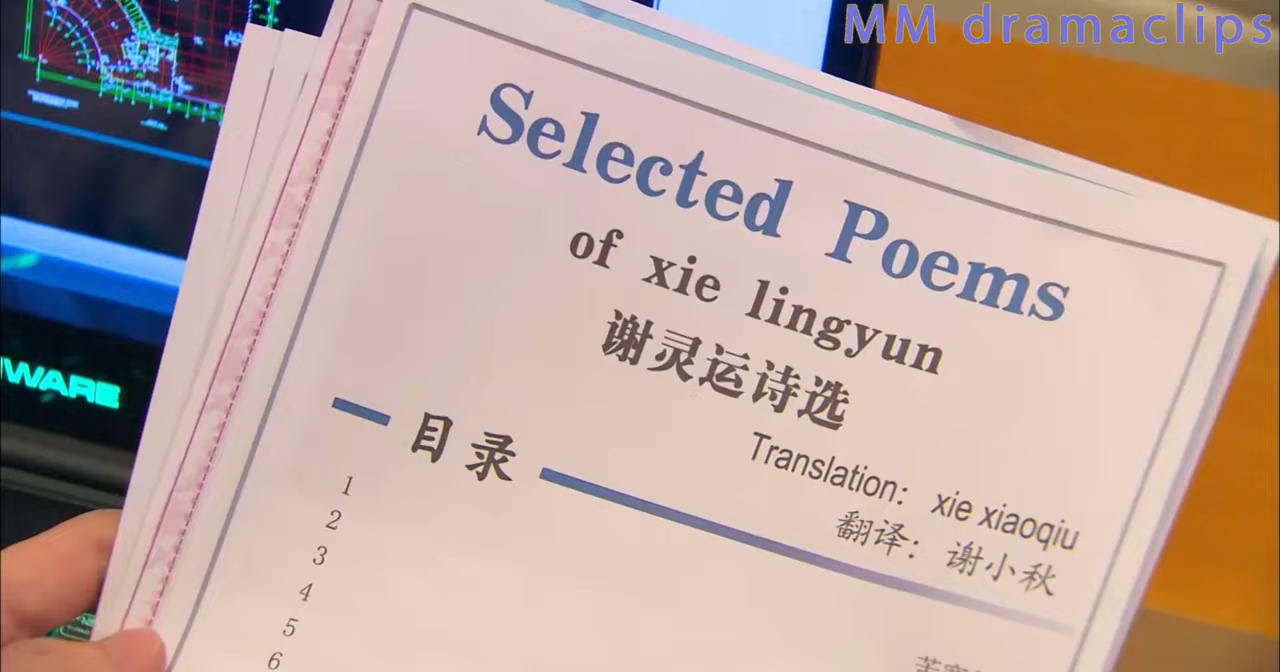 MM dramaclips
Selected Poems
of xie lingyun
谢灵运诗选
Translation: xie xiaoqiu
翻译：谢小秋
目录
1
2
3
4
5
6
WARE